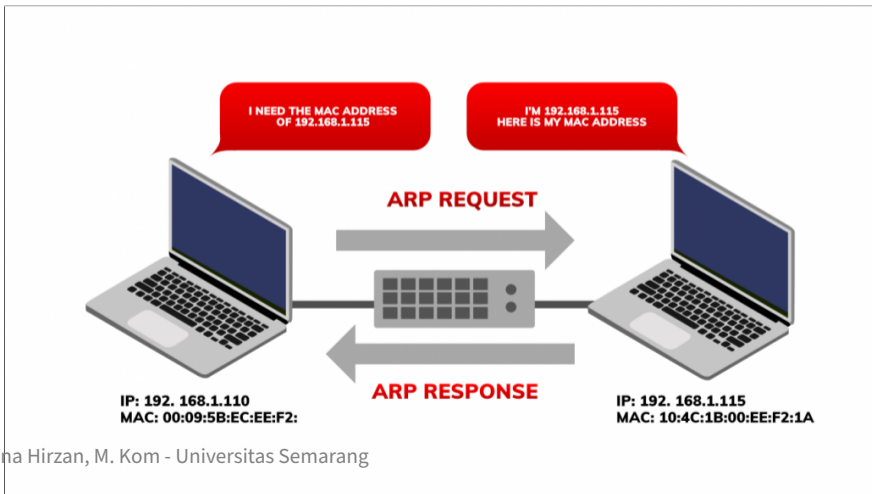 I NEED THE MAC ADDRESS
OF 192.168.1.115
I'M 192.168.1.115
HERE IS MY MAC ADDRESS
ARP REQUEST
ARP RESPONSE
IP: 192. 168.1.110
MAC: 00:09:5B:EC:EE:F2:
IP: 192. 168.1.115
MAC: 10:4C:1B:00:EE:F2:1A
na Hirzan, M. Kom - Universitas Semarang